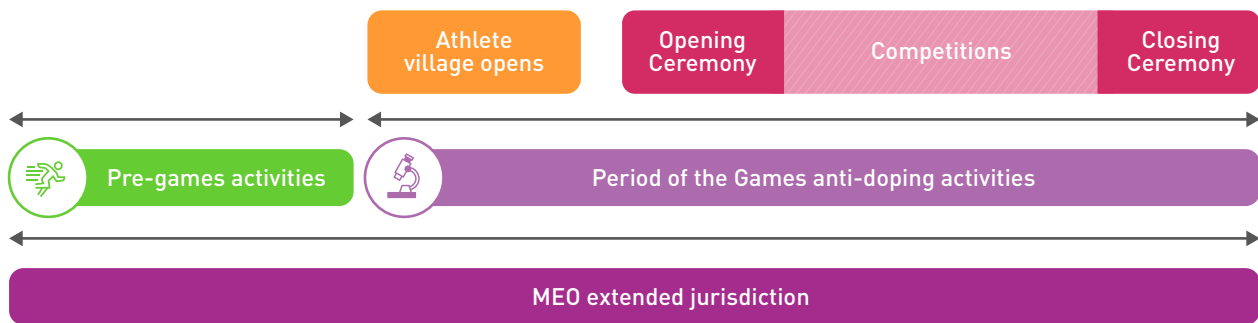 Athlete
village opens
Opening
Ceremony
Competitions
Closing
Ceremony
Pre-games activities
Period of the Games anti-doping activities
MEO extended jurisdiction